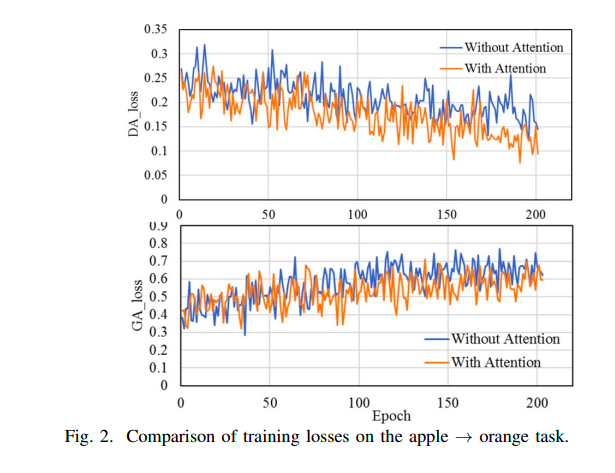 0.35
0.3
0.25
0.2
0.15
0.1
0.05
0
DA_loss
Without Attention
With Attention
0 50 100 150 200
0.9
0.8
0.7
0.6
0.5
0.4
0.3
0.2
0.1
0
GA_loss
Without Attention
With Attention
0 50 100 150 200
Epoch
Fig. 2. Comparison of training losses on the apple → orange task.